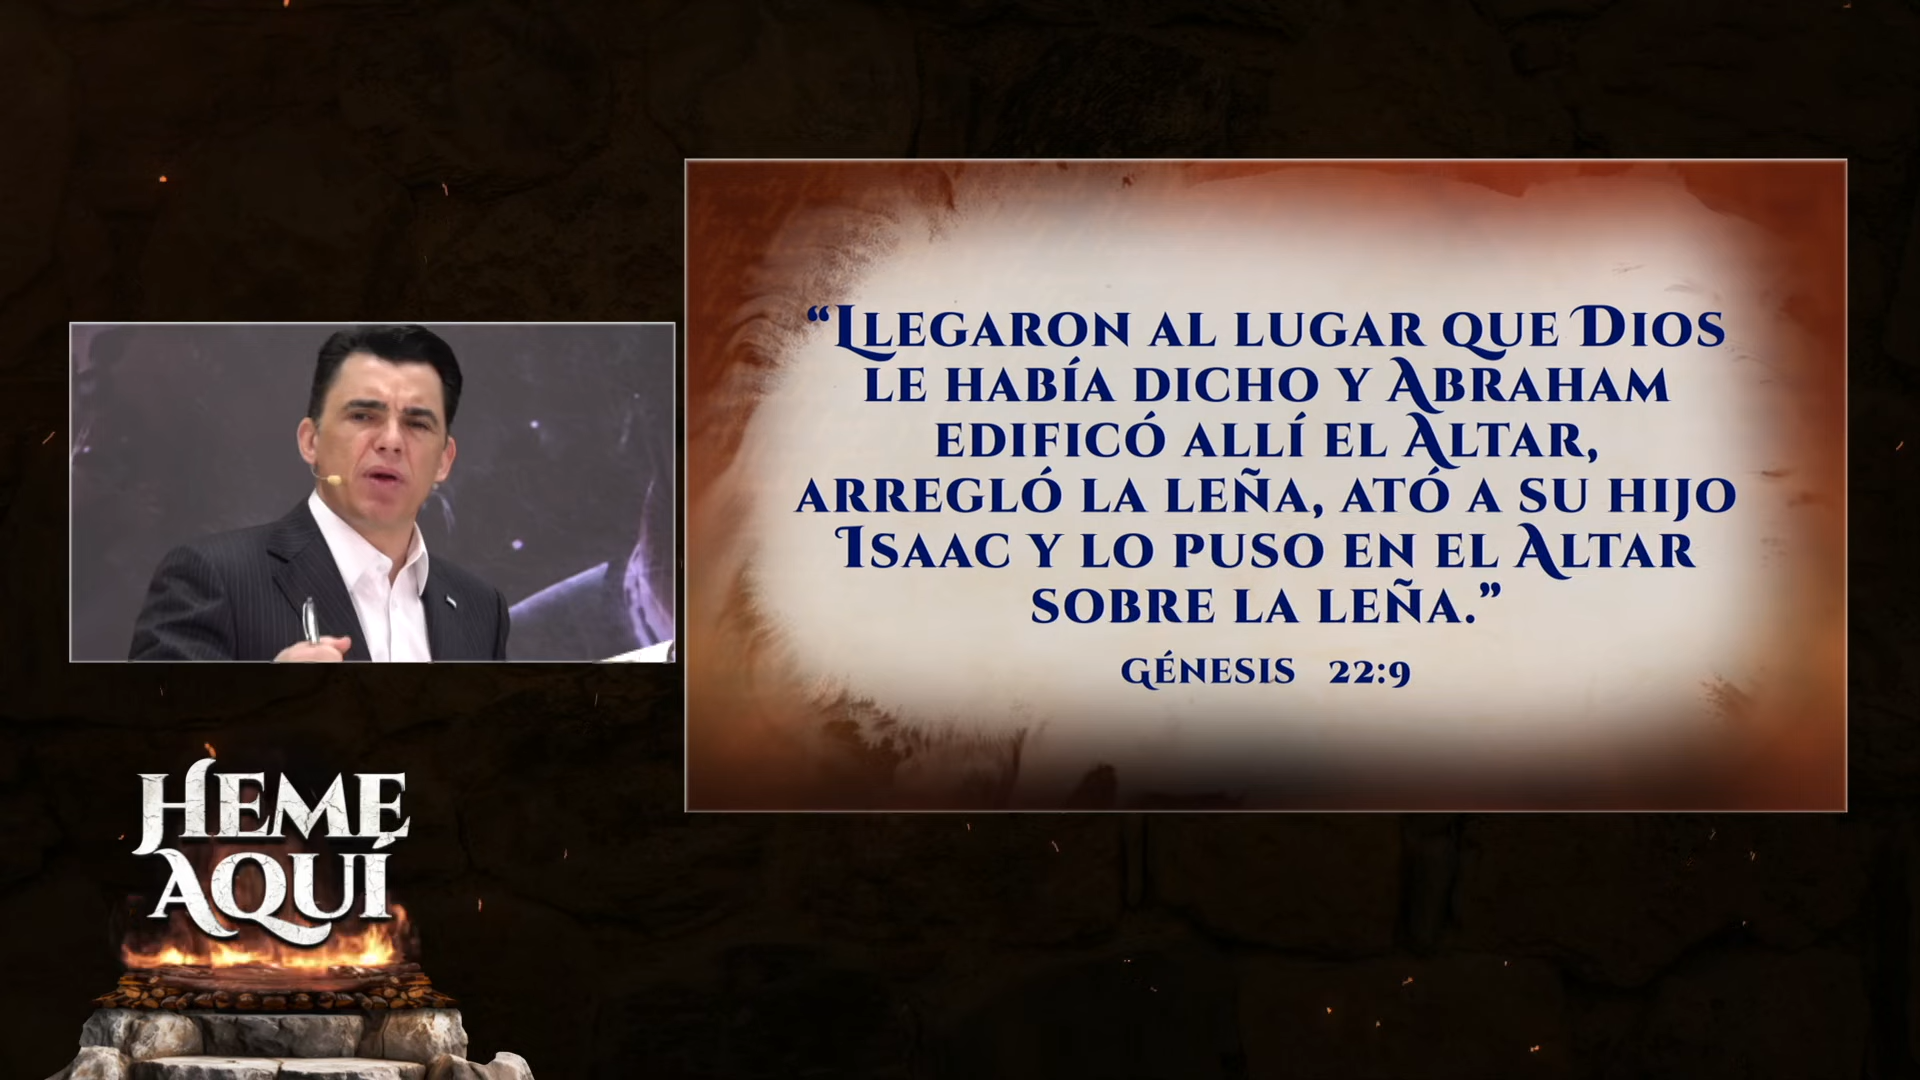 “Llegaron al lugar que Dios
le había dicho y Abraham
edificó allí el Altar,
arregló la leña, ató a su hijo
Isaac y lo puso en el Altar
sobre la leña.”
Génesis 22:9
HEME
AQUÍ